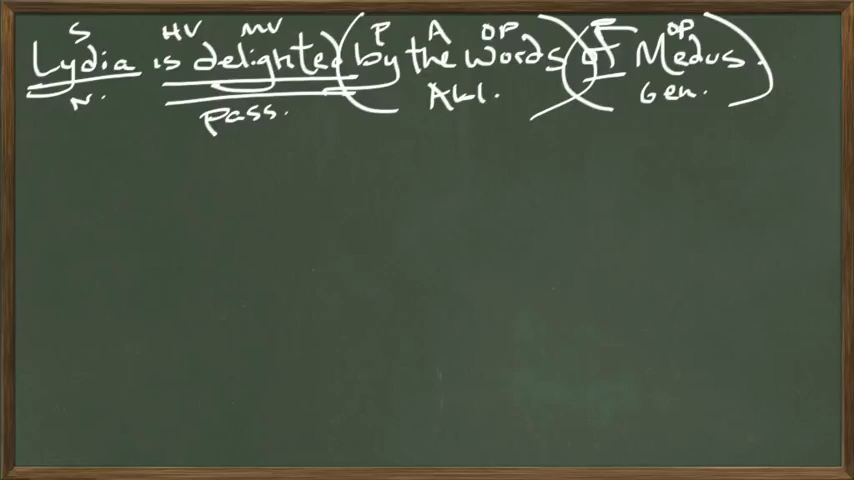 S HV MV P A OP P OP
Lydia is delighted by the words of Medus.
N. Abl. Gen.
pass.